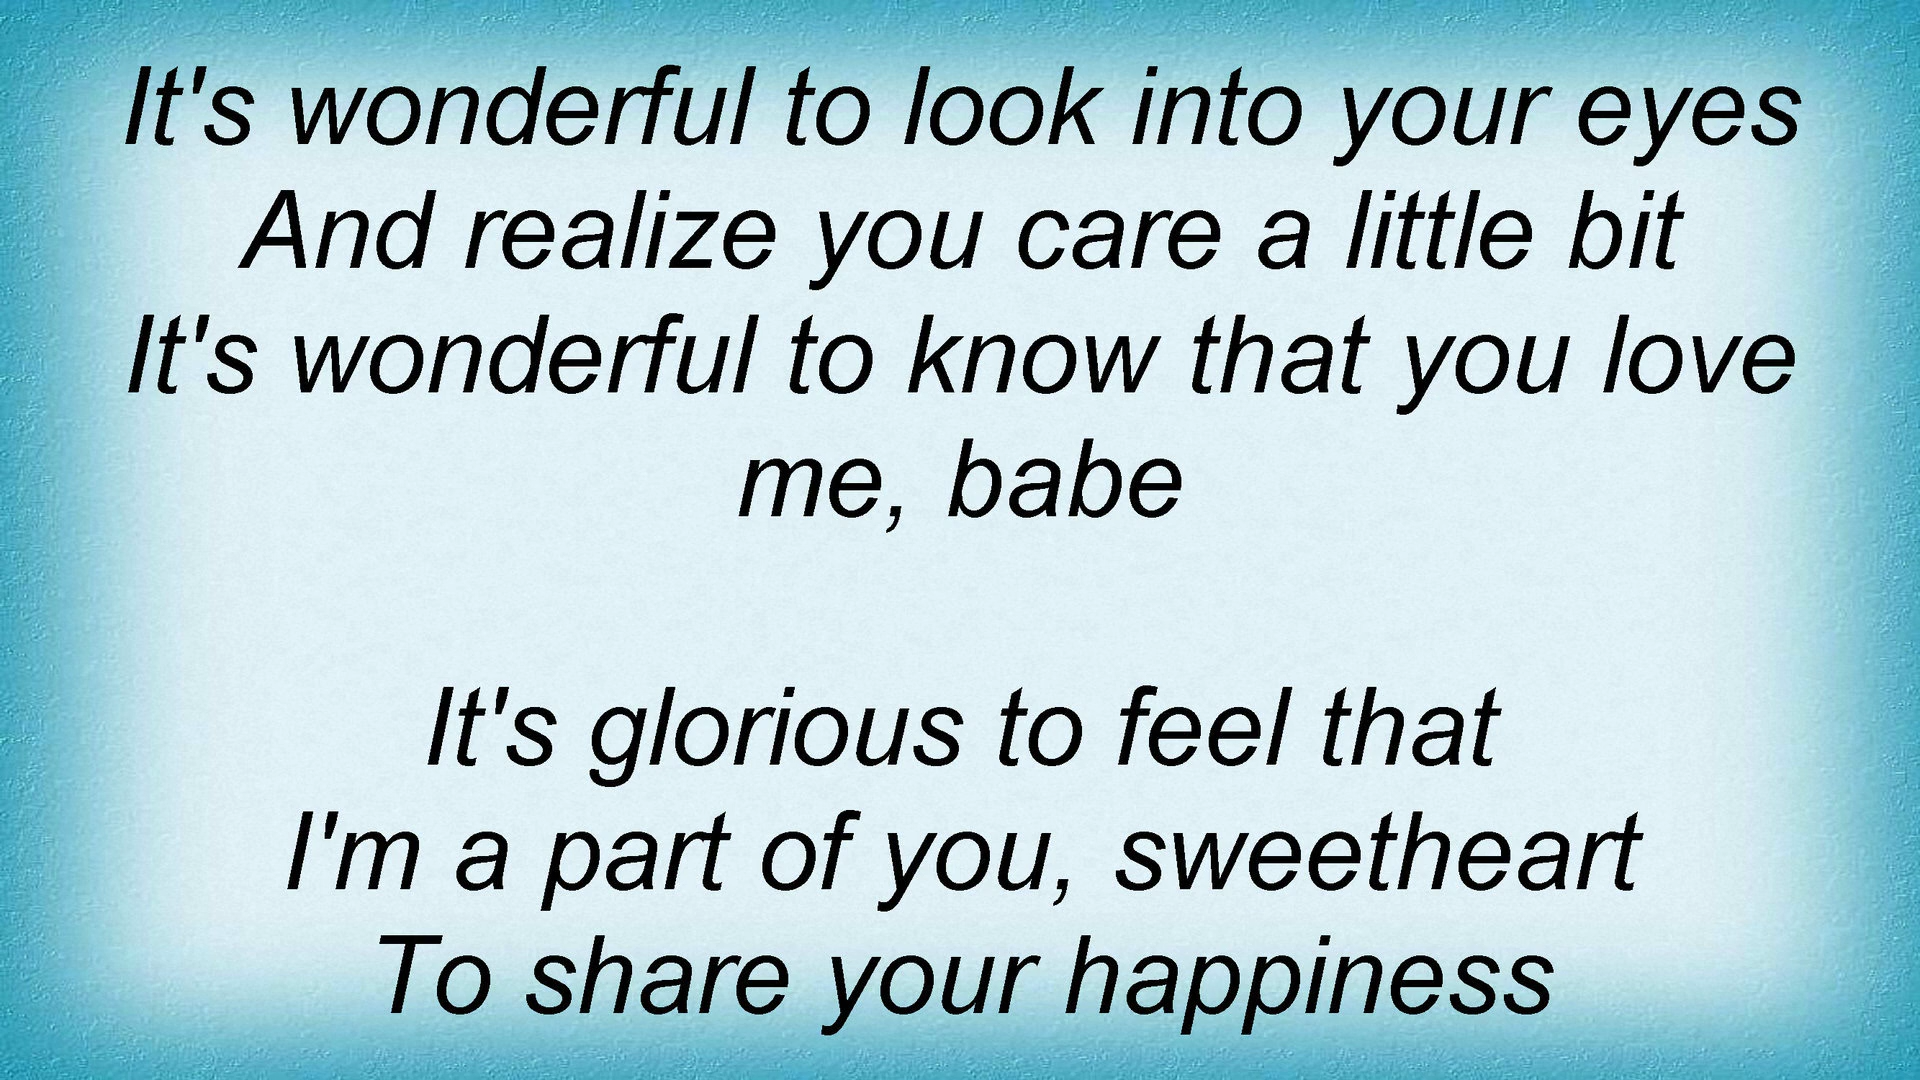 It's wonderful to look into your eyes
And realize you care a little bit
It's wonderful to know that you love
me, babe
It's glorious to feel that
I'm a part of you, sweetheart
To share your happiness